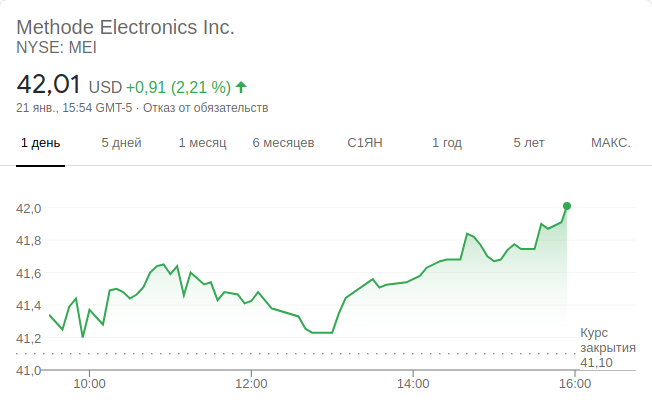 Methode Electronics Inc.
NYSE: MEI
42,01 USD +0,91 (2,21 %)
21 янв., 15:54 GMT-5 · Отказ от обязательств
1 день 5 дней 1 месяц 6 месяцев С1ЯН 1 год 5 лет МАКС.
42,0
41,8
41,6
41,4
41,2
41,0
Курс
закрытия
41,10
10:00 12:00 14:00 16:00